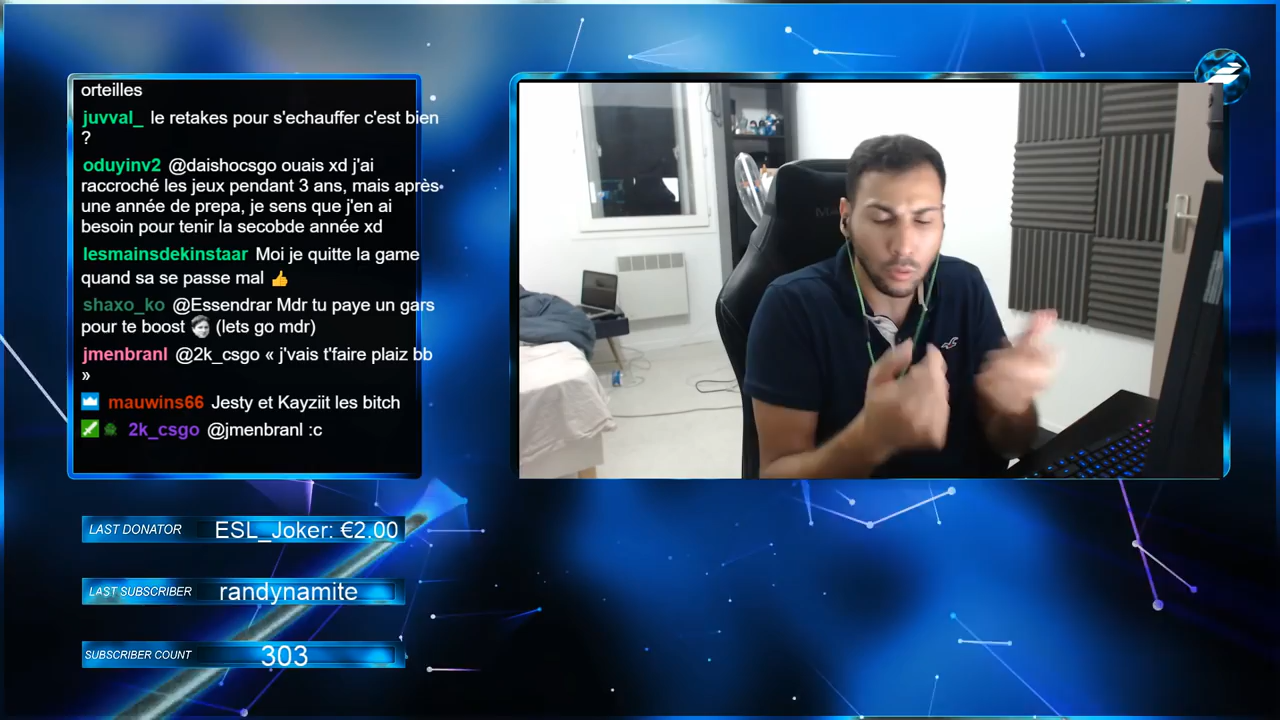 orteilles
juvval_ le retakes pour s'echauffer c'est bien
?
oduyinv2 @daishocsgo ouais xd j'ai
raccroché les jeux pendant 3 ans, mais après
une année de prepa, je sens que j'en ai
besoin pour tenir la secobde année xd
lesmainsdekinstaar Moi je quitte la game
quand sa se passe mal 👍
shaxo_ko @Essendrar Mdr tu paye un gars
pour te boost (lets go mdr)
jmenbranl @2k_csgo « j'vais t'faire plaiz bb
»
mauwins66 Jesty et Kayziit les bitch
2k_csgo @jmenbranl :c
LAST DONATOR ESL_Joker: €2.00
LAST SUBSCRIBER randynamite
SUBSCRIBER COUNT 303